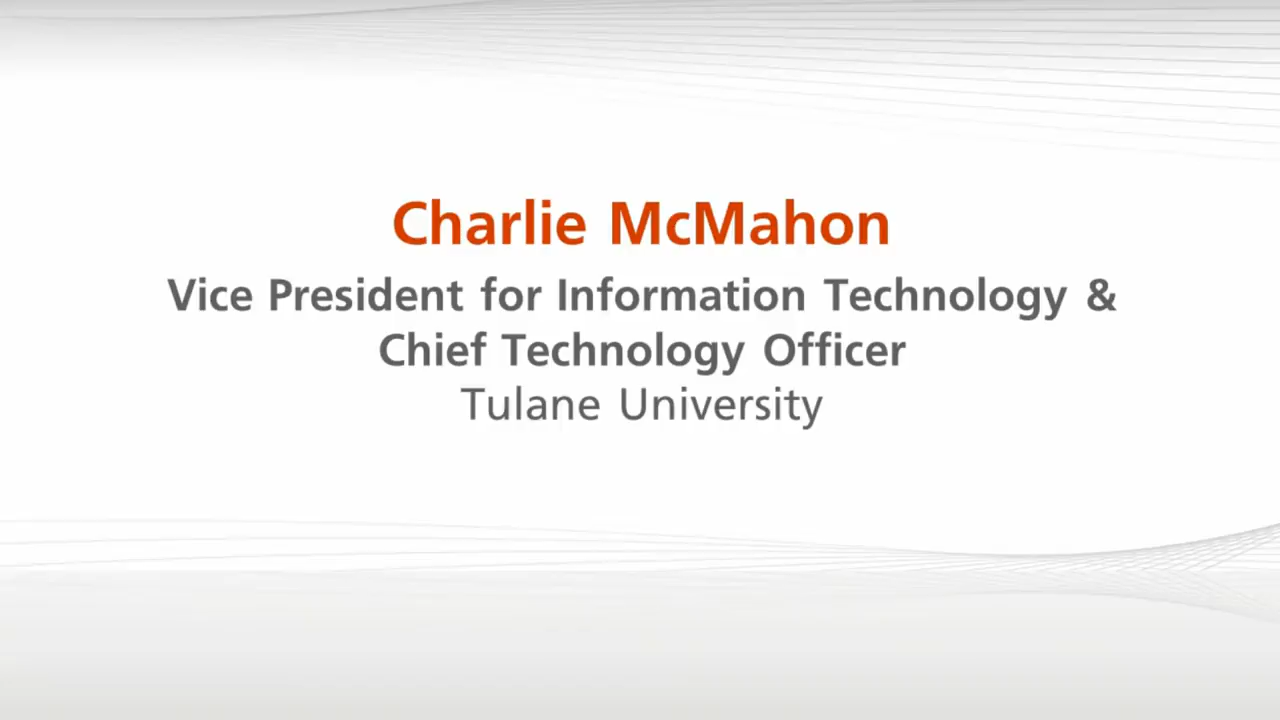 Charlie McMahon
Vice President for Information Technology &
Chief Technology Officer
Tulane University